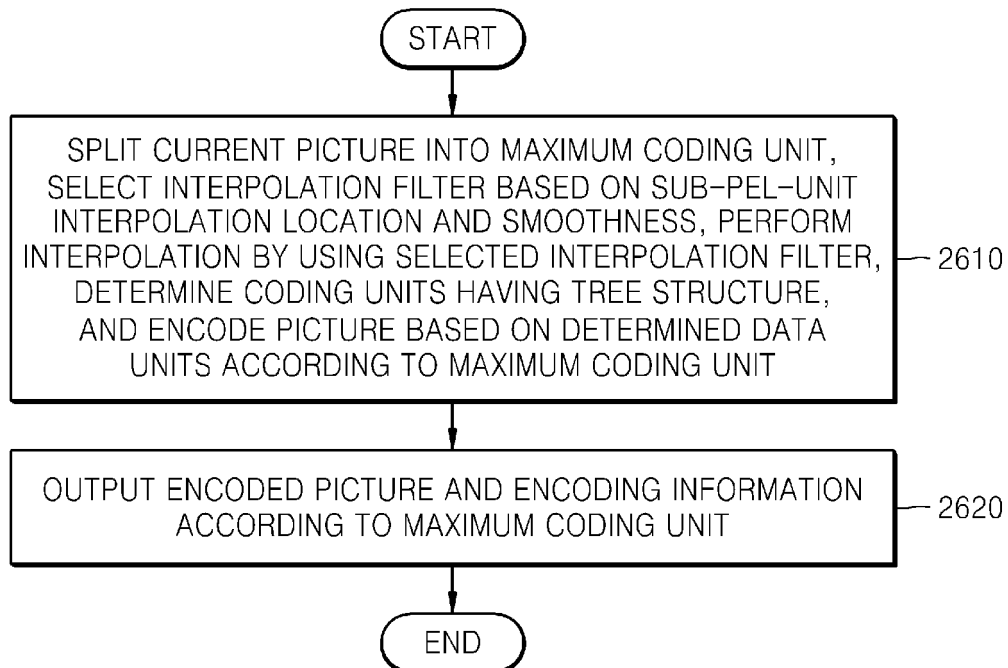 START
SPLIT CURRENT PICTURE INTO MAXIMUM CODING UNIT,
SELECT INTERPOLATION FILTER BASED ON SUB-PEL-UNIT
INTERPOLATION LOCATION AND SMOOTHNESS, PERFORM
INTERPOLATION BY USING SELECTED INTERPOLATION FILTER,
DETERMINE CODING UNITS HAVING TREE STRUCTURE,
AND ENCODE PICTURE BASED ON DETERMINED DATA
UNITS ACCORDING TO MAXIMUM CODING UNIT
2610
OUTPUT ENCODED PICTURE AND ENCODING INFORMATION
ACCORDING TO MAXIMUM CODING UNIT
2620
END